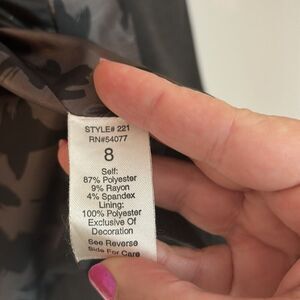 STYLE# 221
RN#54077
8
Self:
87% Polyester
9% Rayon
4% Spandex
Lining:
100% Polyester
Exclusive Of
Decoration
See Reverse
Side For Care